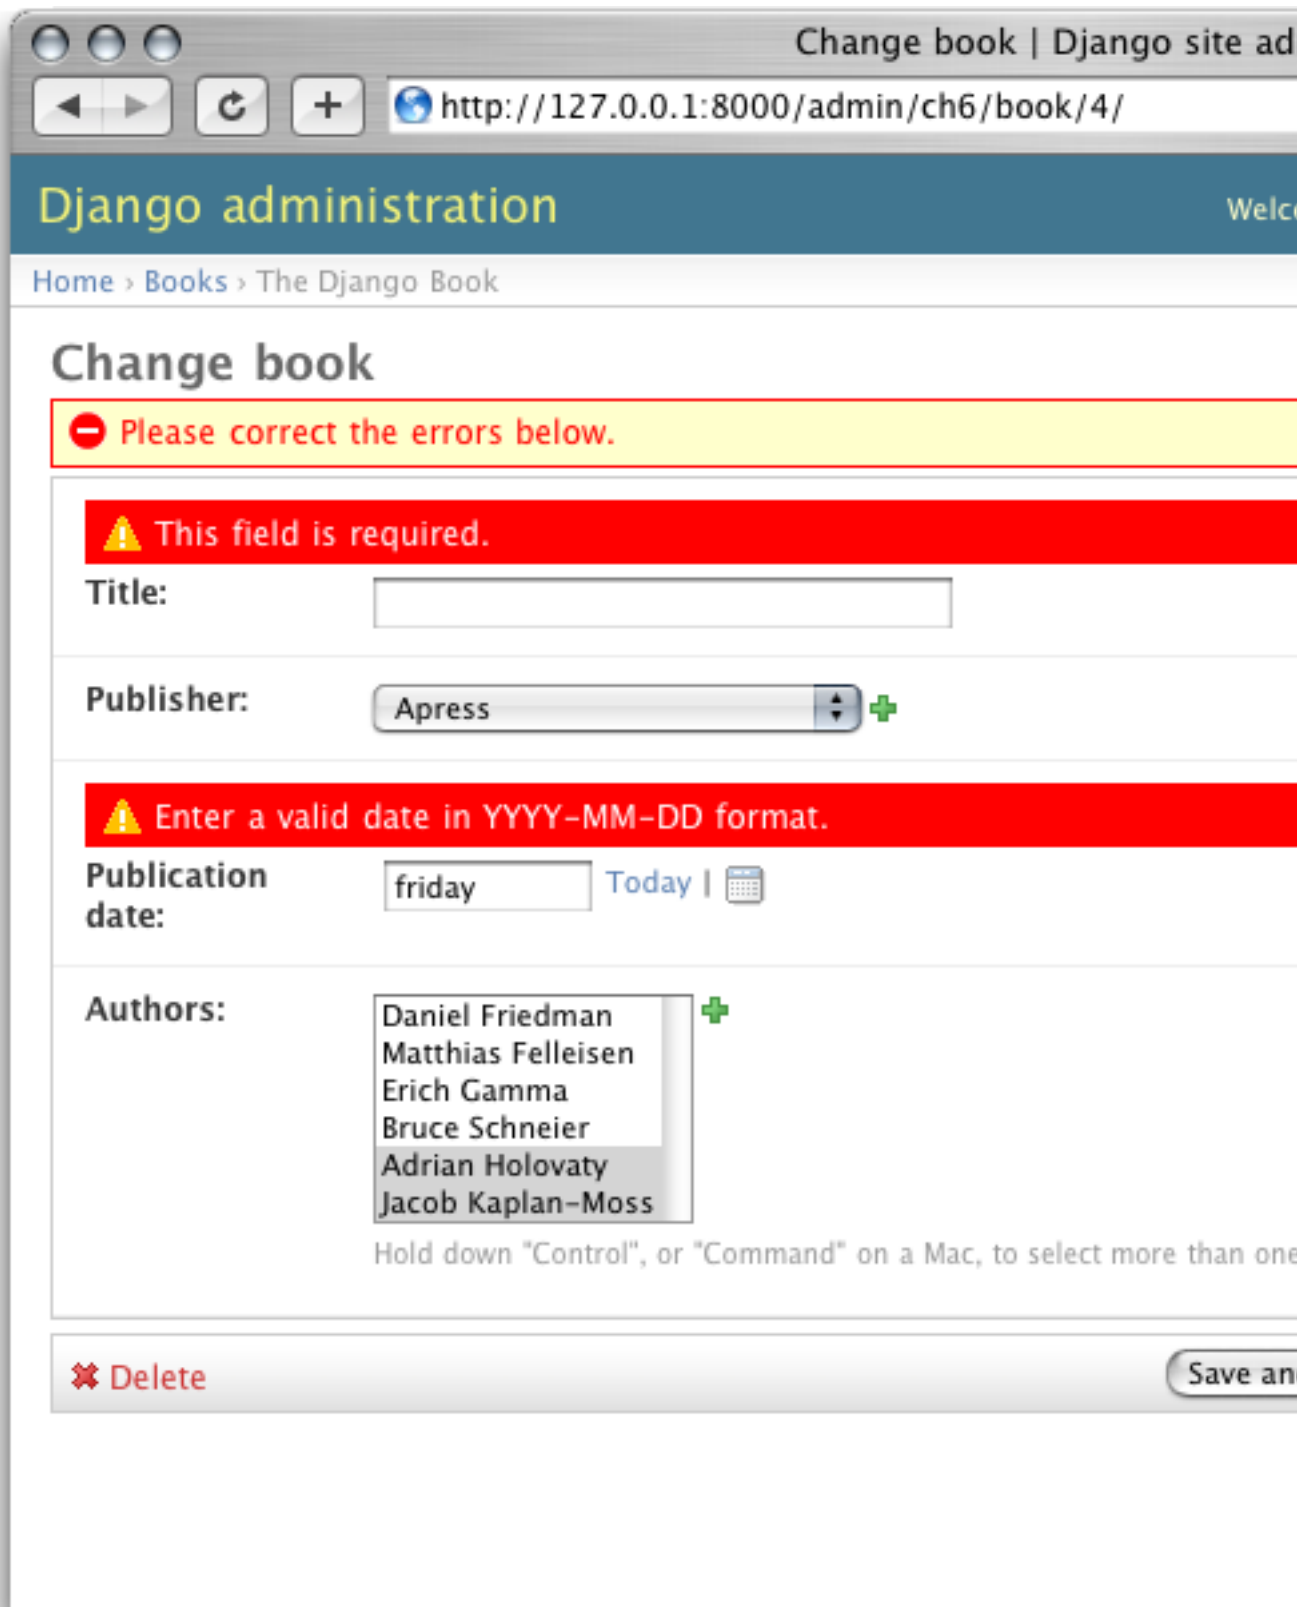 Change book | Django site ad
http://127.0.0.1:8000/admin/ch6/book/4/
Django administration
Welc
Home › Books › The Django Book
Change book
Please correct the errors below.
This field is required.
Title:
Publisher:
Apress
Enter a valid date in YYYY-MM-DD format.
Publication
date:
friday
Today |
Authors:
Daniel Friedman
Matthias Felleisen
Erich Gamma
Bruce Schneier
Adrian Holovaty
Jacob Kaplan-Moss
Hold down "Control", or "Command" on a Mac, to select more than one
Delete
Save an